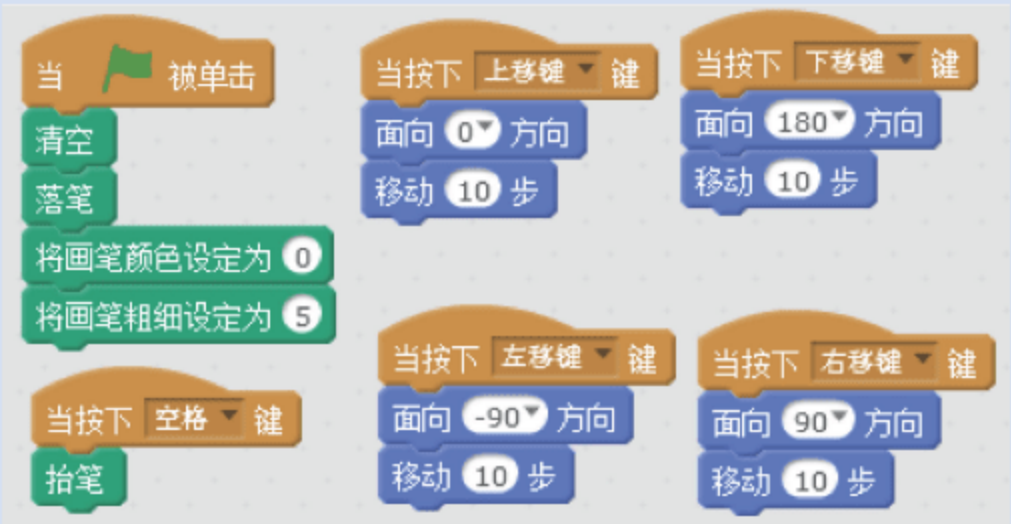 当 被单击
清空
落笔
将画笔颜色设定为 0
将画笔粗细设定为 5
当按下 空格 键
抬笔
当按下 上移键 键
面向 0 方向
移动 10 步
当按下 下移键 键
面向 180 方向
移动 10 步
当按下 左移键 键
面向 -90 方向
移动 10 步
当按下 右移键 键
面向 90 方向
移动 10 步